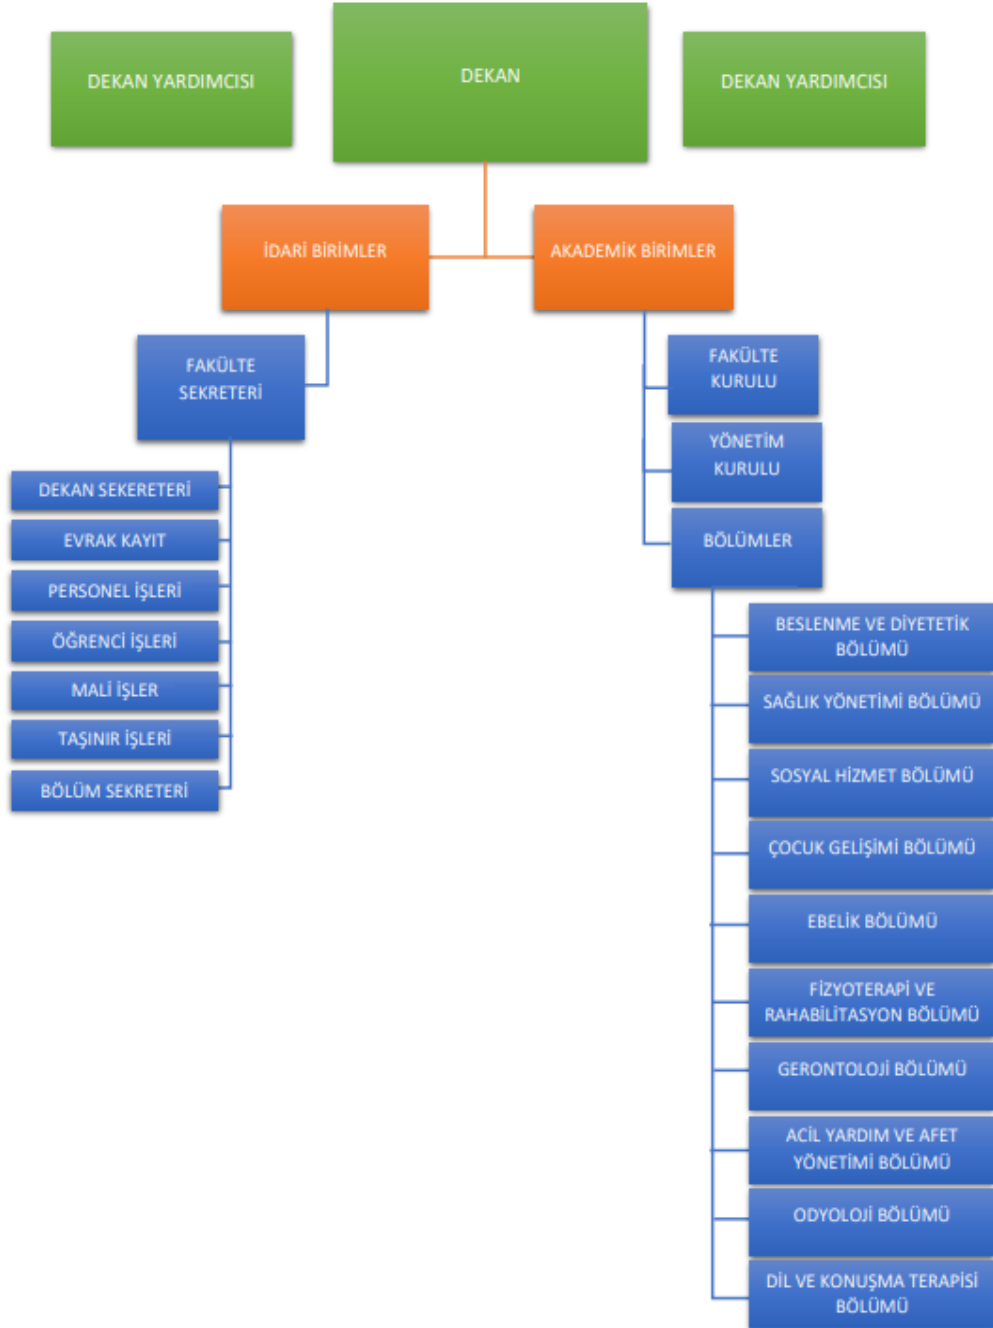 DEKAN YARDIMCISI
DEKAN
DEKAN YARDIMCISI
İDARİ BİRİMLER
AKADEMİK BİRİMLER
FAKÜLTE
SEKRETERİ
DEKAN SEKERETERİ
EVRAK KAYIT
PERSONEL İŞLERİ
ÖĞRENCİ İŞLERİ
MALİ İŞLER
TAŞINIR İŞLERİ
BÖLÜM SEKRETERİ
FAKÜLTE
KURULU
YÖNETİM
KURULU
BÖLÜMLER
BESLENME VE DİYETETİK
BÖLÜMÜ
SAĞLIK YÖNETİMİ BÖLÜMÜ
SOSYAL HİZMET BÖLÜMÜ
ÇOCUK GELİŞİMİ BÖLÜMÜ
EBELİK BÖLÜMÜ
FİZYOTERAPİ VE
RAHABİLİTASYON BÖLÜMÜ
GERONTOLOJİ BÖLÜMÜ
ACİL YARDIM VE AFET
YÖNETİMİ BÖLÜMÜ
ODYOLOJİ BÖLÜMÜ
DİL VE KONUŞMA TERAPİSİ
BÖLÜMÜ